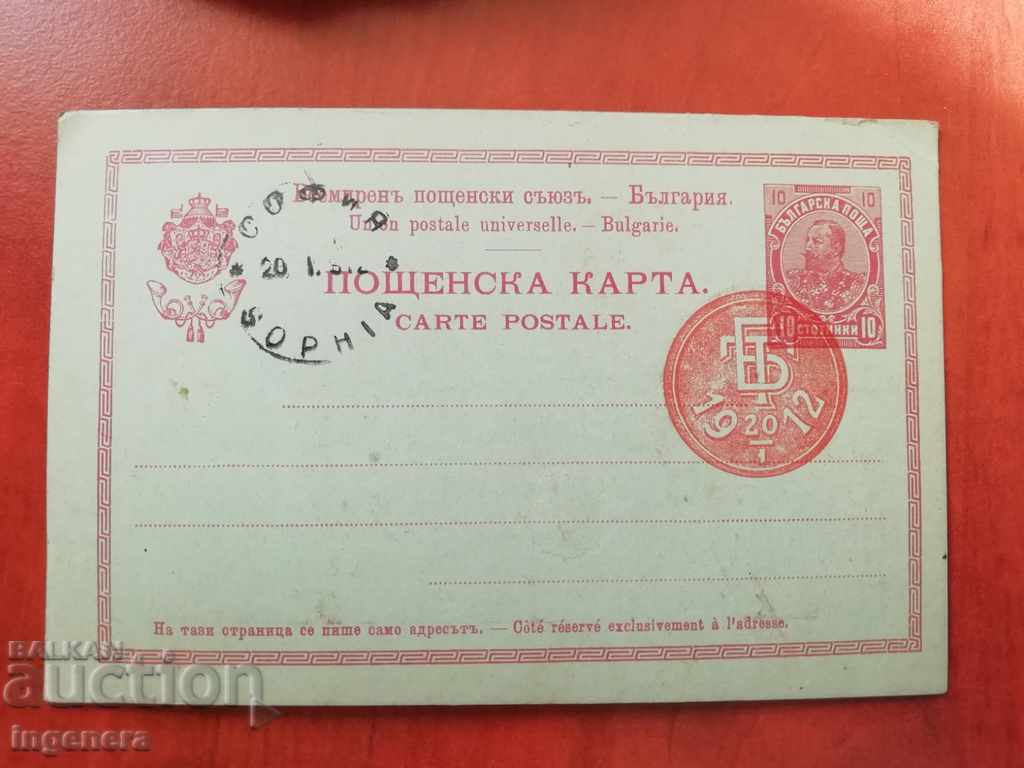 Всемиренъ пощенски съюзъ. — България.
Union postale universelle. — Bulgarie.
ПОЩЕНСКА КАРТА.
CARTE POSTALE.
10 10
БЪЛГАРСКА ПОЩА
10 СТОТИНКИ 10
СОФИЯ
20 1
SOPHIA
1912
20
1
На тази страница се пише само адресътъ. — Côté réservé exclusivement à l'adresse.
BALKAN
auction
ingenera